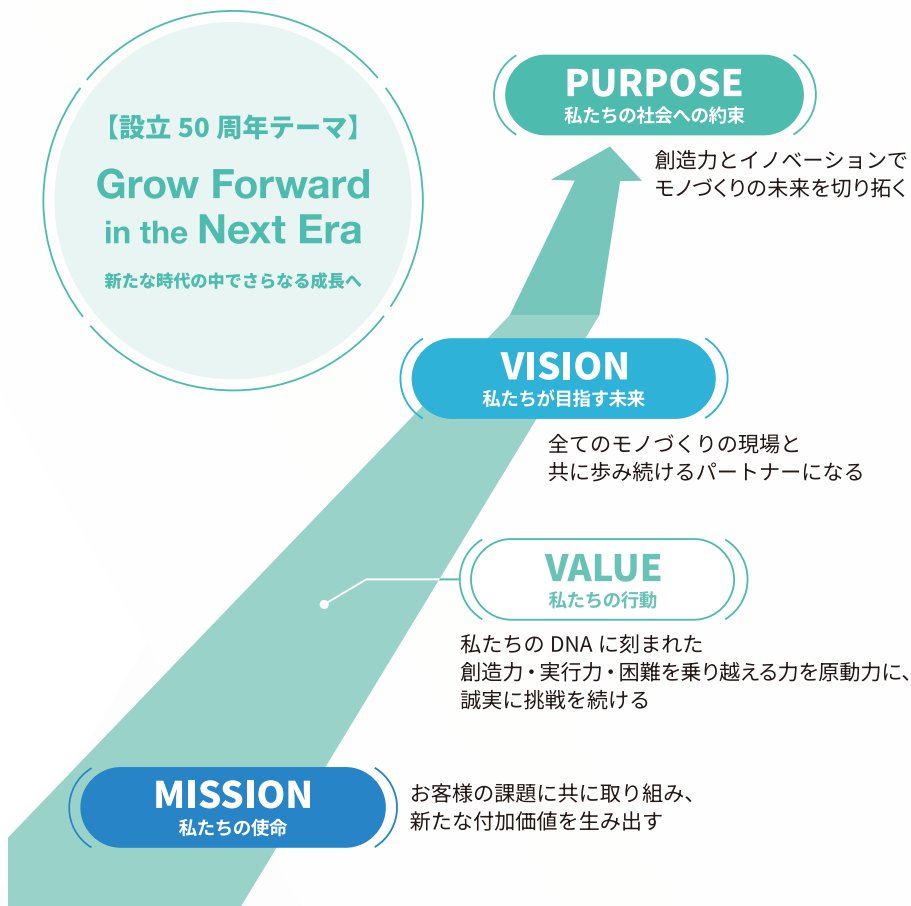 【設立 50 周年テーマ】
Grow Forward
in the Next Era
新たな時代の中でさらなる成長へ
PURPOSE
私たちの社会への約束
創造力とイノベーションで
モノづくりの未来を切り拓く
VISION
私たちが目指す未来
全てのモノづくりの現場と
共に歩み続けるパートナーになる
VALUE
私たちの行動
私たちの DNA に刻まれた
創造力・実行力・困難を乗り越える力を原動力に、
誠実に挑戦を続ける
MISSION
私たちの使命
お客様の課題に共に取り組み、
新たな付加価値を生み出す